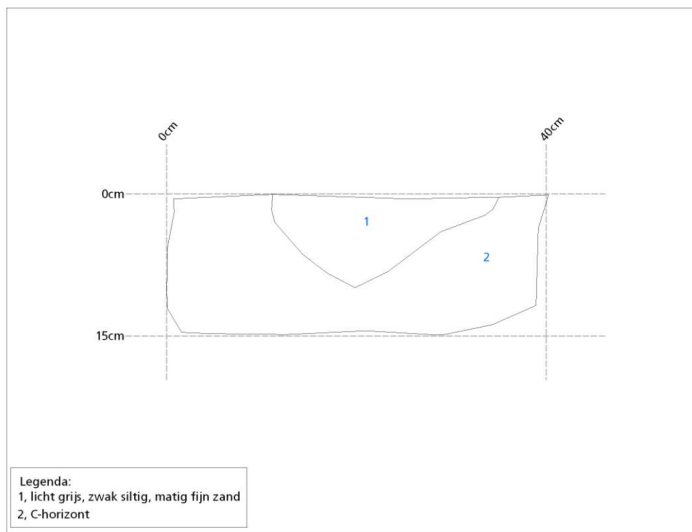 0cm
40cm
0cm
1
2
15cm
Legenda:
1, licht grijs, zwak siltig, matig fijn zand
2, C-horizont